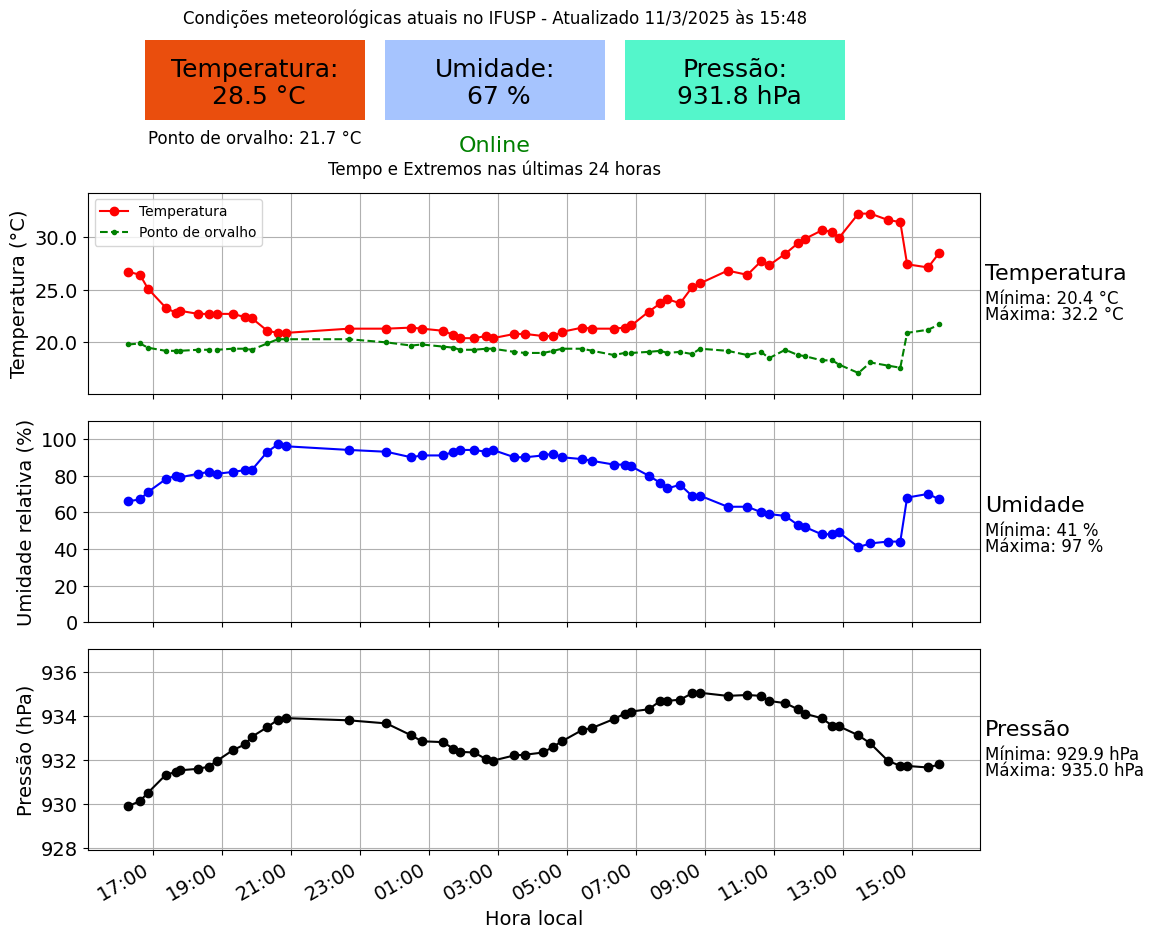 Condições meteorológicas atuais no IFUSP - Atualizado 11/3/2025 às 15:48
Temperatura:
28.5 °C
Umidade:
67 %
Pressão:
931.8 hPa
Ponto de orvalho: 21.7 °C
Online
Tempo e Extremos nas últimas 24 horas
Temperatura
Ponto de orvalho
Temperatura (°C)
30.0
25.0
20.0
Temperatura
Mínima: 20.4 °C
Máxima: 32.2 °C
Umidade relativa (%)
100
80
60
40
20
0
Umidade
Mínima: 41 %
Máxima: 97 %
Pressão (hPa)
936
934
932
930
928
Pressão
Mínima: 929.9 hPa
Máxima: 935.0 hPa
17:00 19:00 21:00 23:00 01:00 03:00 05:00 07:00 09:00 11:00 13:00 15:00
Hora local